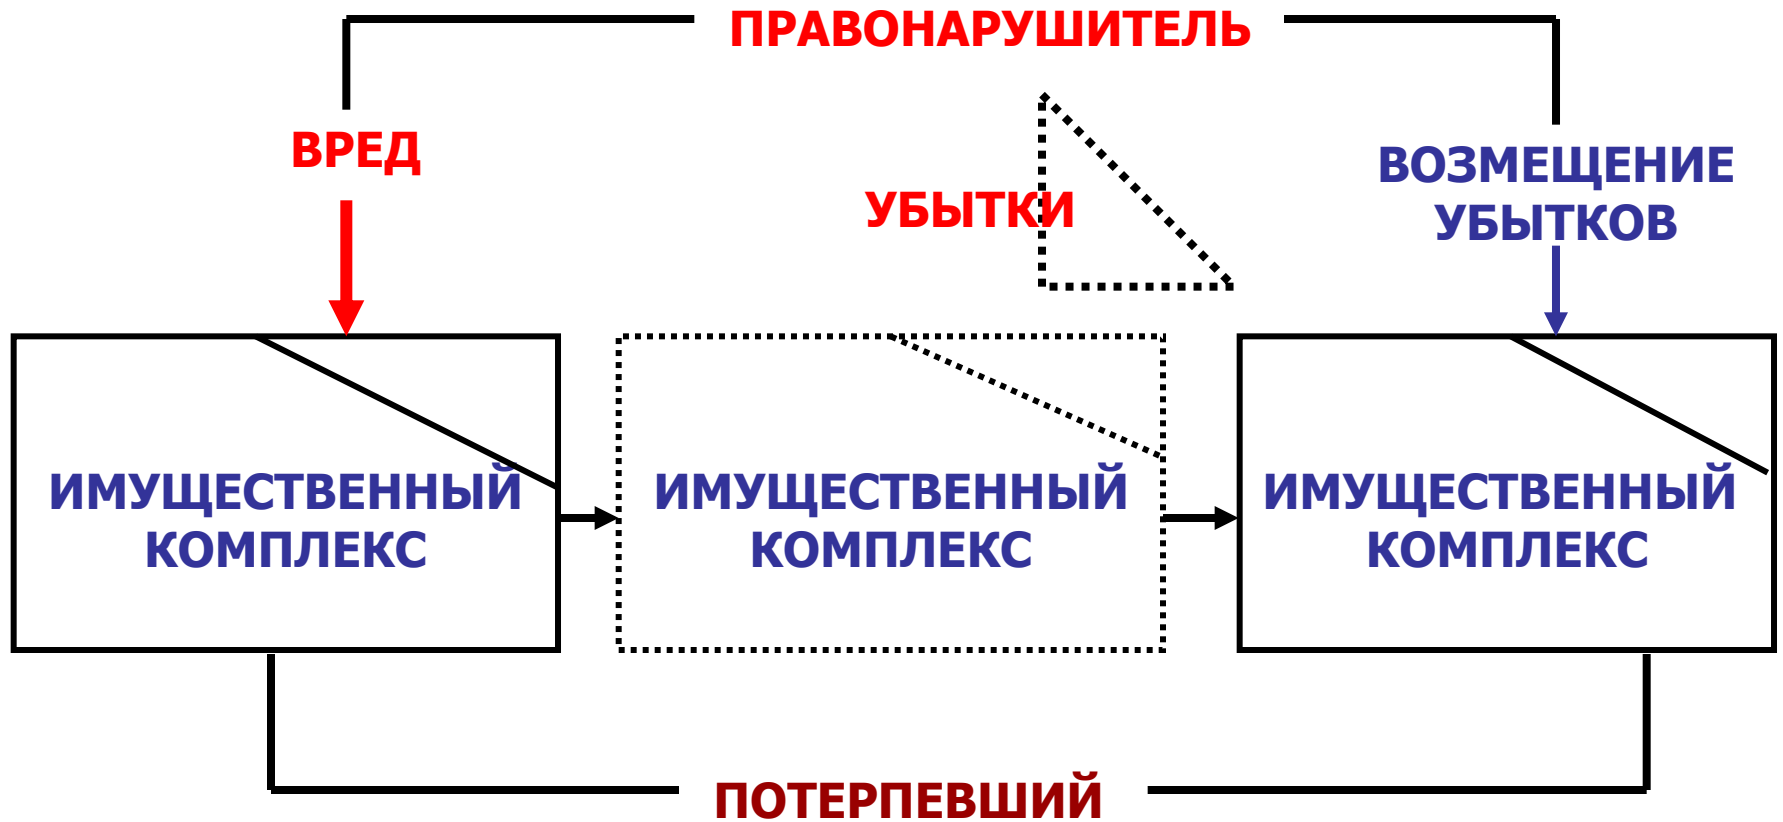 ПРАВОНАРУШИТЕЛЬ
ВРЕД
УБЫТКИ
ВОЗМЕЩЕНИЕ
УБЫТКОВ
ИМУЩЕСТВЕННЫЙ
КОМПЛЕКС
ИМУЩЕСТВЕННЫЙ
КОМПЛЕКС
ИМУЩЕСТВЕННЫЙ
КОМПЛЕКС
ПОТЕРПЕВШИЙ